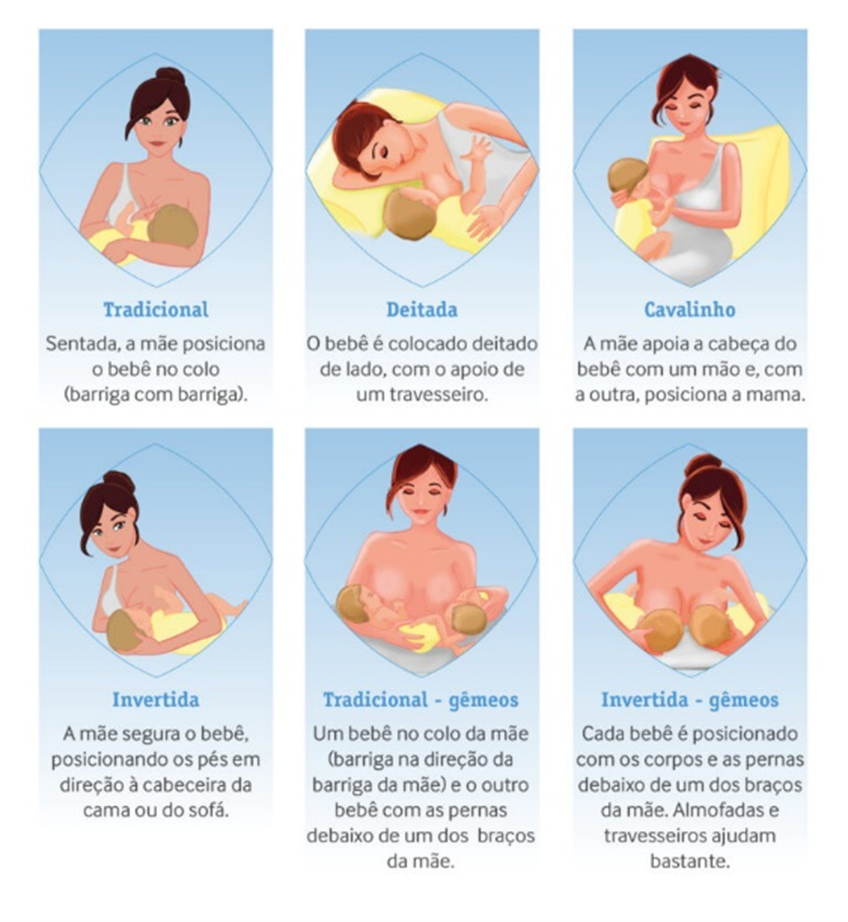 Tradicional
Sentada, a mãe posiciona
o bebê no colo
(barriga com barriga).
Deitada
O bebê é colocado deitado
de lado, com o apoio de
um travesseiro.
Cavalinho
A mãe apoia a cabeça do
bebê com um mão e, com
a outra, posiciona a mama.
Invertida
A mãe segura o bebê,
posicionando os pés em
direção à cabeceira da
cama ou do sofá.
Tradicional - gêmeos
Um bebê no colo da mãe
(barriga na direção da
barriga da mãe) e o outro
bebê com as pernas
debaixo de um dos braços
da mãe.
Invertida - gêmeos
Cada bebê é posicionado
com os corpos e as pernas
debaixo de um dos braços
da mãe. Almofadas e
travesseiros ajudam
bastante.